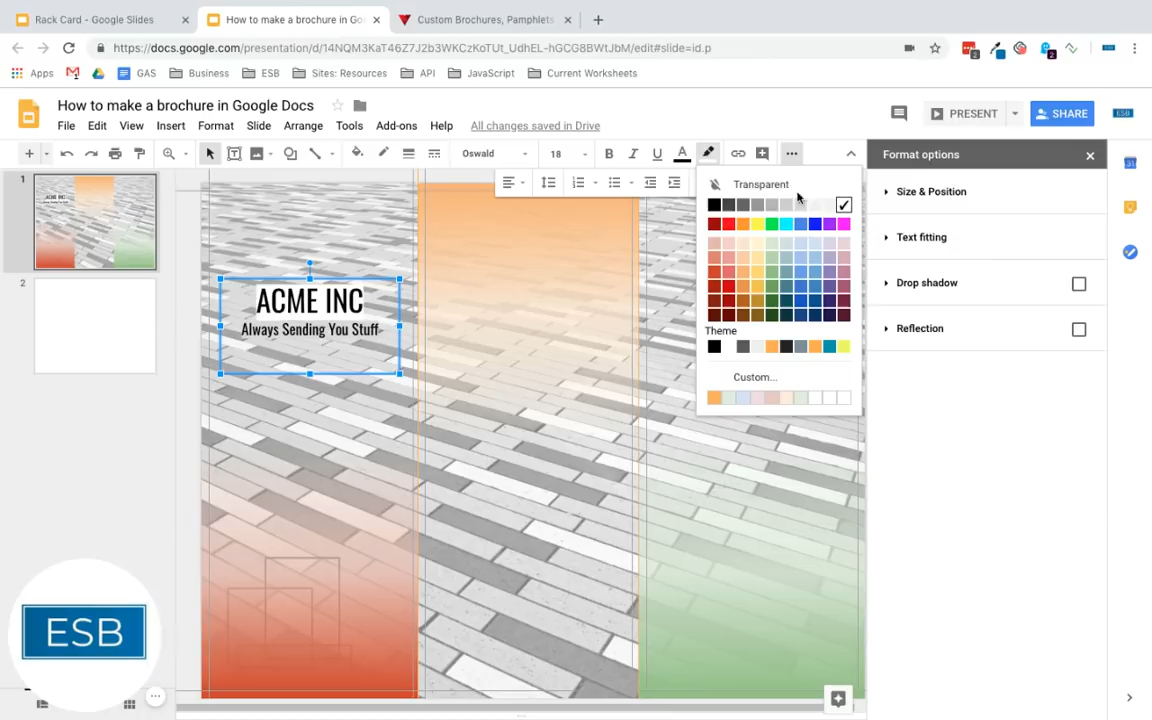 Rack Card - Google Slides
How to make a brochure in Go
Custom Brochures, Pamphlets
https://docs.google.com/presentation/d/14NQM3KaT46Z7J2b3WKCzKoTUt_UdhEL-hGCG8BWtJbM/edit#slide=id.p
Apps
GAS
Business
ESB
Sites: Resources
API
JavaScript
Current Worksheets
How to make a brochure in Google Docs
File Edit View Insert Format Slide Arrange Tools Add-ons Help All changes saved in Drive
PRESENT
SHARE
ESB
Oswald
18
Format options
Transparent
Size & Position
Text fitting
Drop shadow
Reflection
Theme
Custom...
1
2
ACME INC
Always Sending You Stuff
ACME INC
ESB